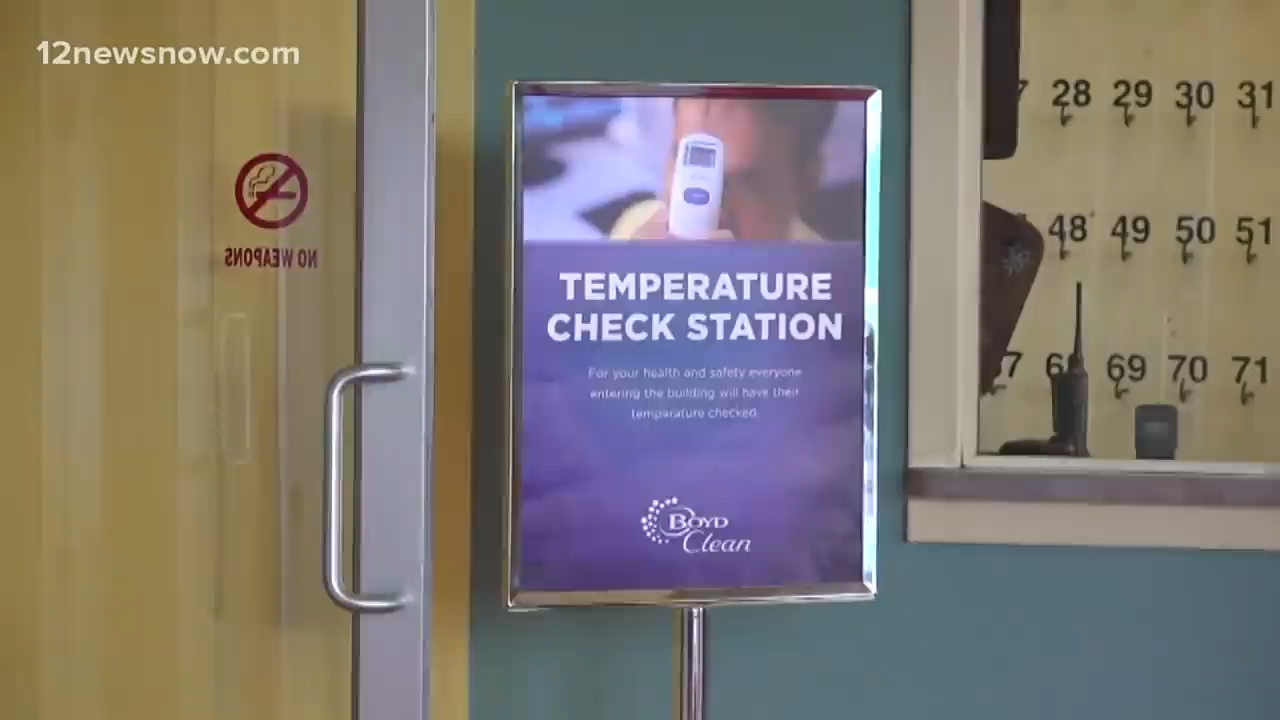 12newsnow.com
NO WEAPONS
TEMPERATURE
CHECK STATION
For your health and safety everyone
entering the building will have their
temparature checked.
BOYD
Clean
28 29 30 31
48 49 50 51
69 70 71